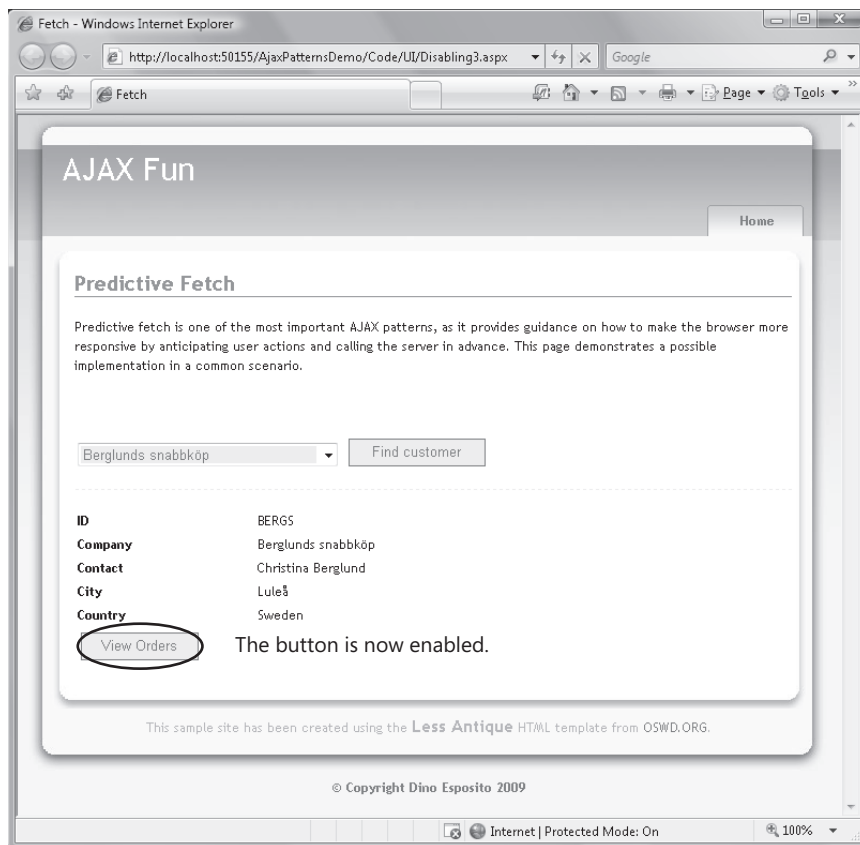 Fetch - Windows Internet Explorer
http://localhost:50155/AjaxPatternsDemo/Code/UI/Disabling3.aspx
Google
Fetch
Page
Tools
AJAX Fun
Home
Predictive Fetch
Predictive fetch is one of the most important AJAX patterns, as it provides guidance on how to make the browser more
responsive by anticipating user actions and calling the server in advance. This page demonstrates a possible
implementation in a common scenario.
Berglunds snabbköp
Find customer
ID BERGS
Company Berglunds snabbköp
Contact Christina Berglund
City Luleå
Country Sweden
View Orders The button is now enabled.
This sample site has been created using the Less Antique HTML template from OSWD.ORG.
© Copyright Dino Esposito 2009
Internet | Protected Mode: On
100%